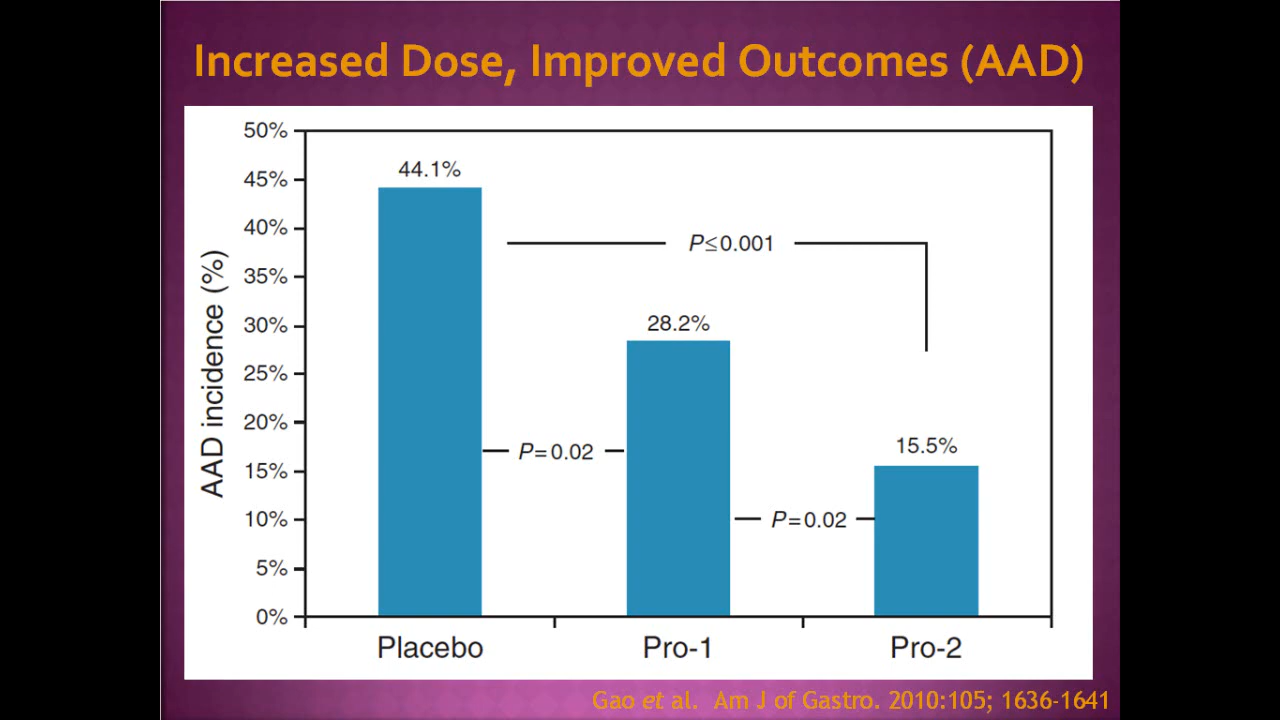 Increased Dose, Improved Outcomes (AAD)
50%
45%
40%
35%
30%
25%
20%
15%
10%
5%
0%
AAD incidence (%)
44.1%
P≤0.001
28.2%
P=0.02
15.5%
P=0.02
Placebo
Pro-1
Pro-2
Gao et al. Am J of Gastro. 2010:105; 1636-1641